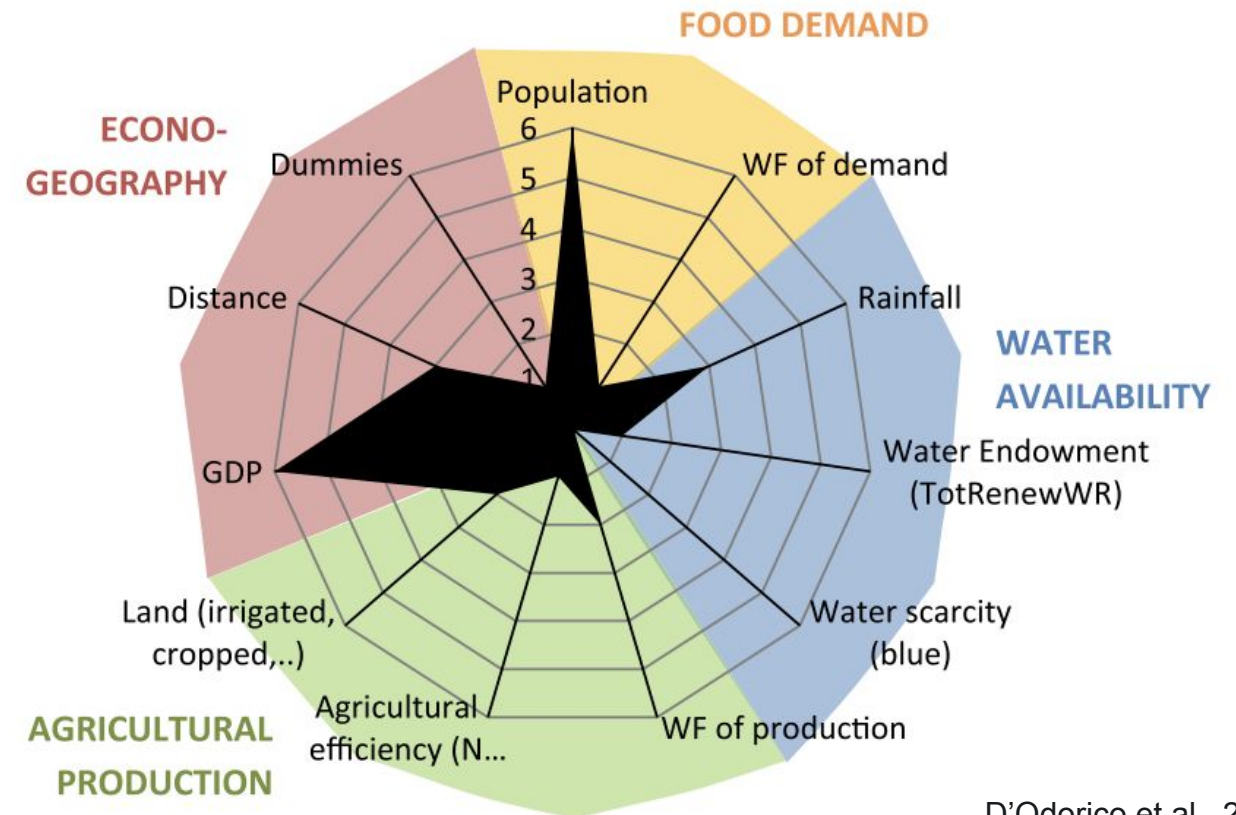 FOOD DEMAND
Population
ECONO-
GEOGRAPHY
Dummies
WF of demand
6
5
4
3
2
1
Distance
Rainfall
WATER
AVAILABILITY
GDP
Water Endowment
(TotRenewWR)
Land (irrigated,
cropped,..)
Water scarcity
(blue)
Agricultural
efficiency (N...
WF of production
AGRICULTURAL
PRODUCTION
D'Odorico et al., 2